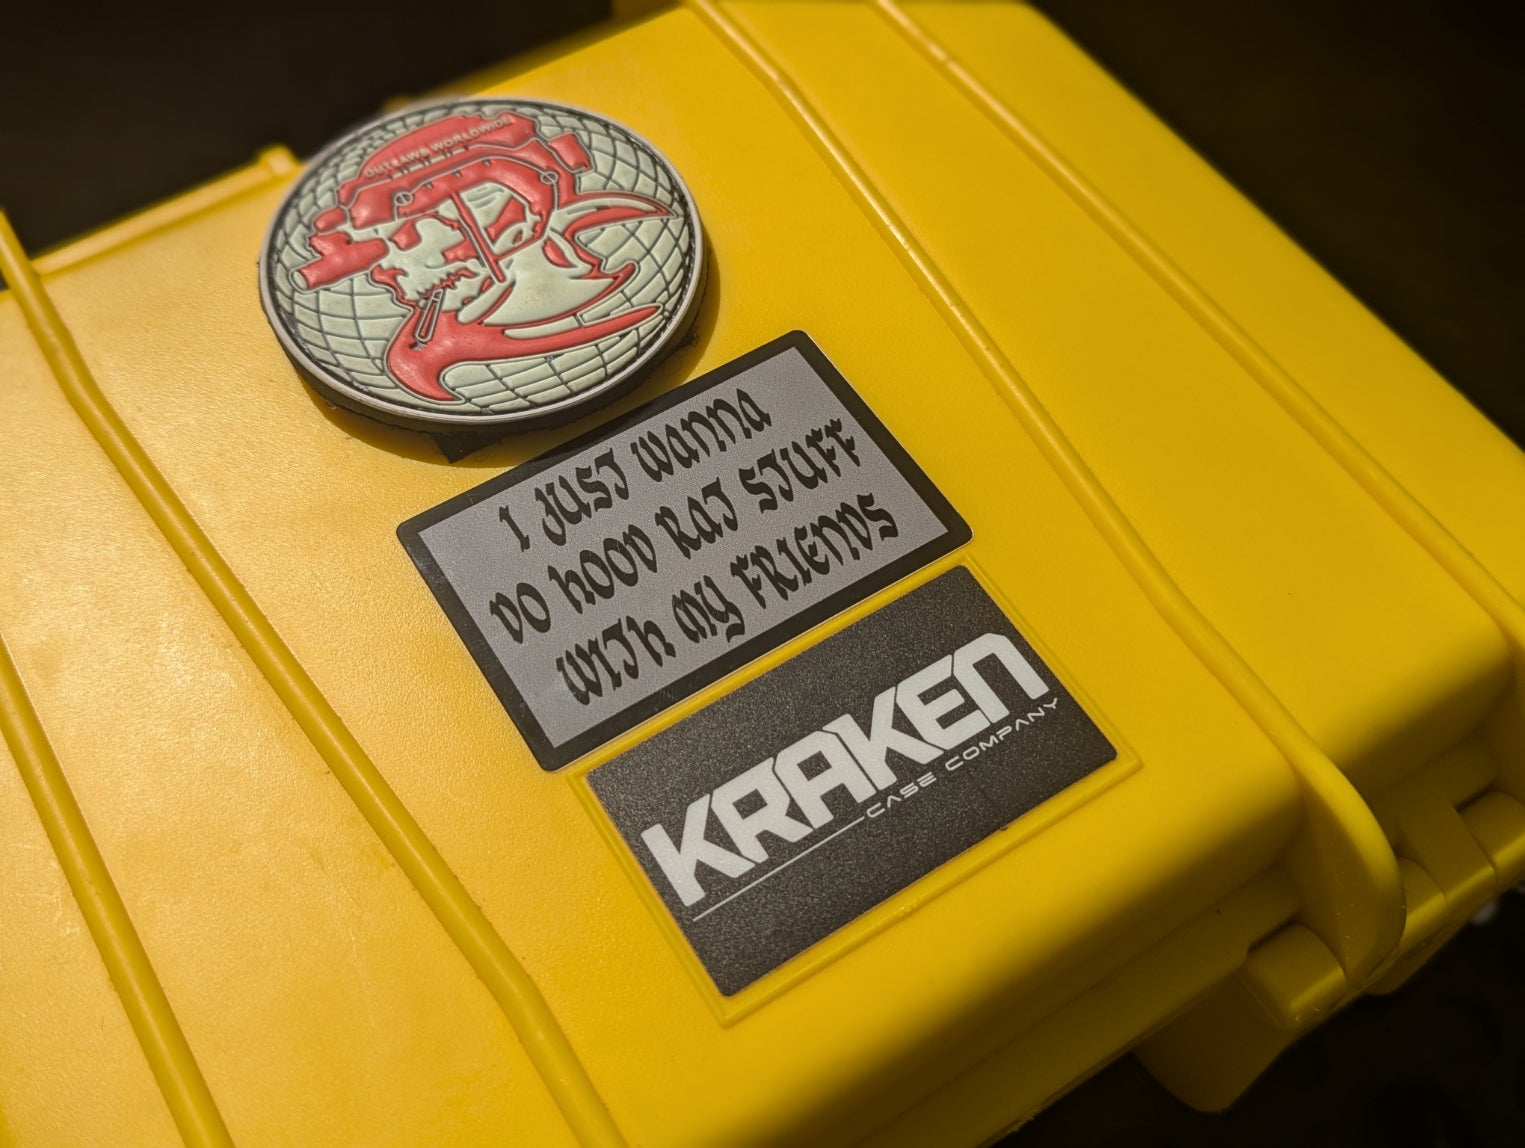 OUTLAWS WORLDWIDE
I JUST WANNA
DO HOOD RAT STUFF
WITH MY FRIENDS
KRAKEN
CASE COMPANY